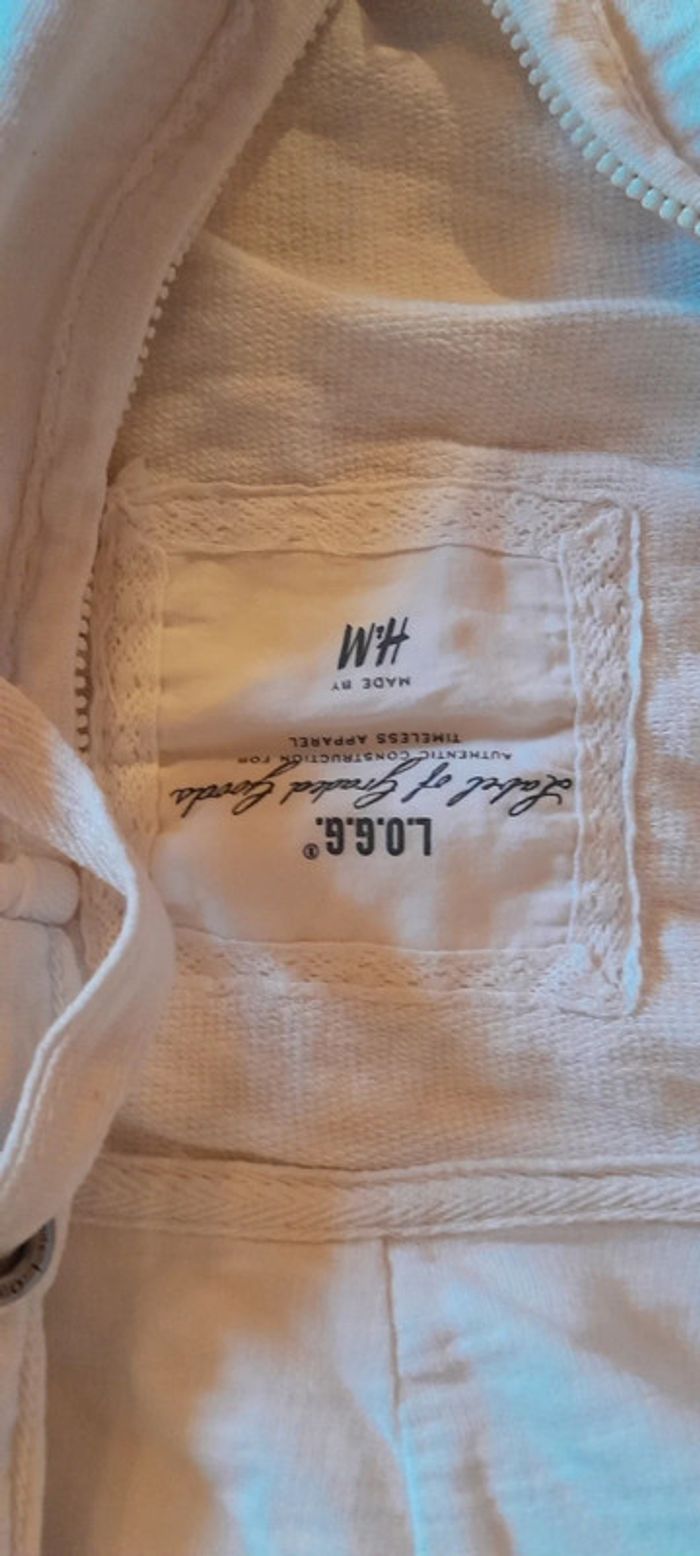 L.O.G.G.®
Label of Graded Goods
AUTHENTIC CONSTRUCTION FOR
TIMELESS APPAREL
MADE BY
H&M